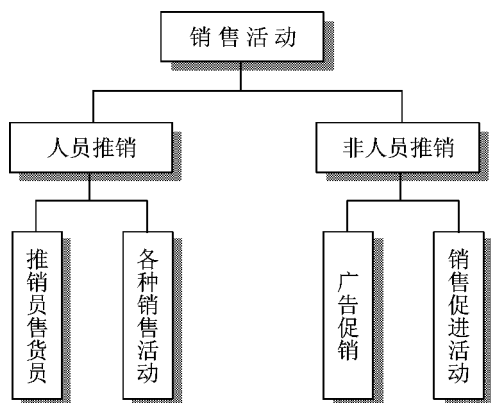 销售活动
人员推销
非人员推销
推销员售货员
各种销售活动
广告促销
销售促进活动